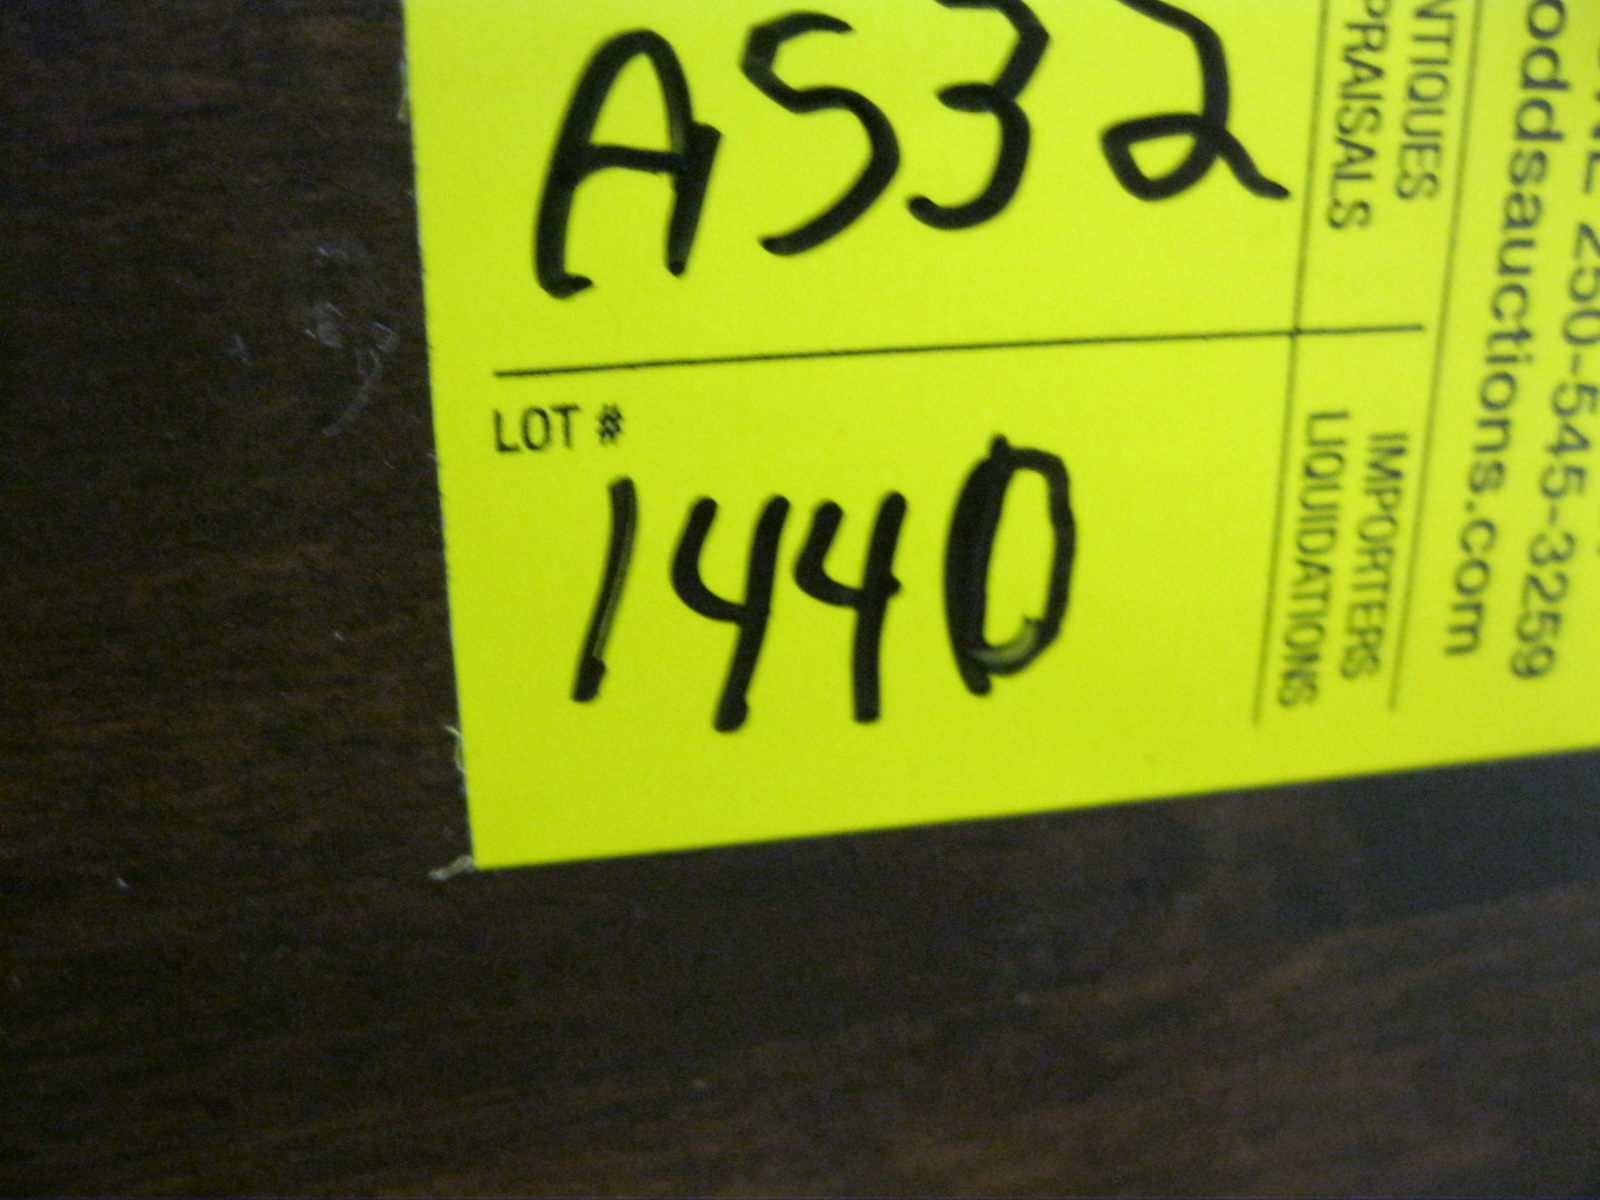 A532
LOT #
1440
NTIQUES
PRAISALS
IMPORTERS
LIQUIDATIONS
oddsauctions.com
250-545-3259